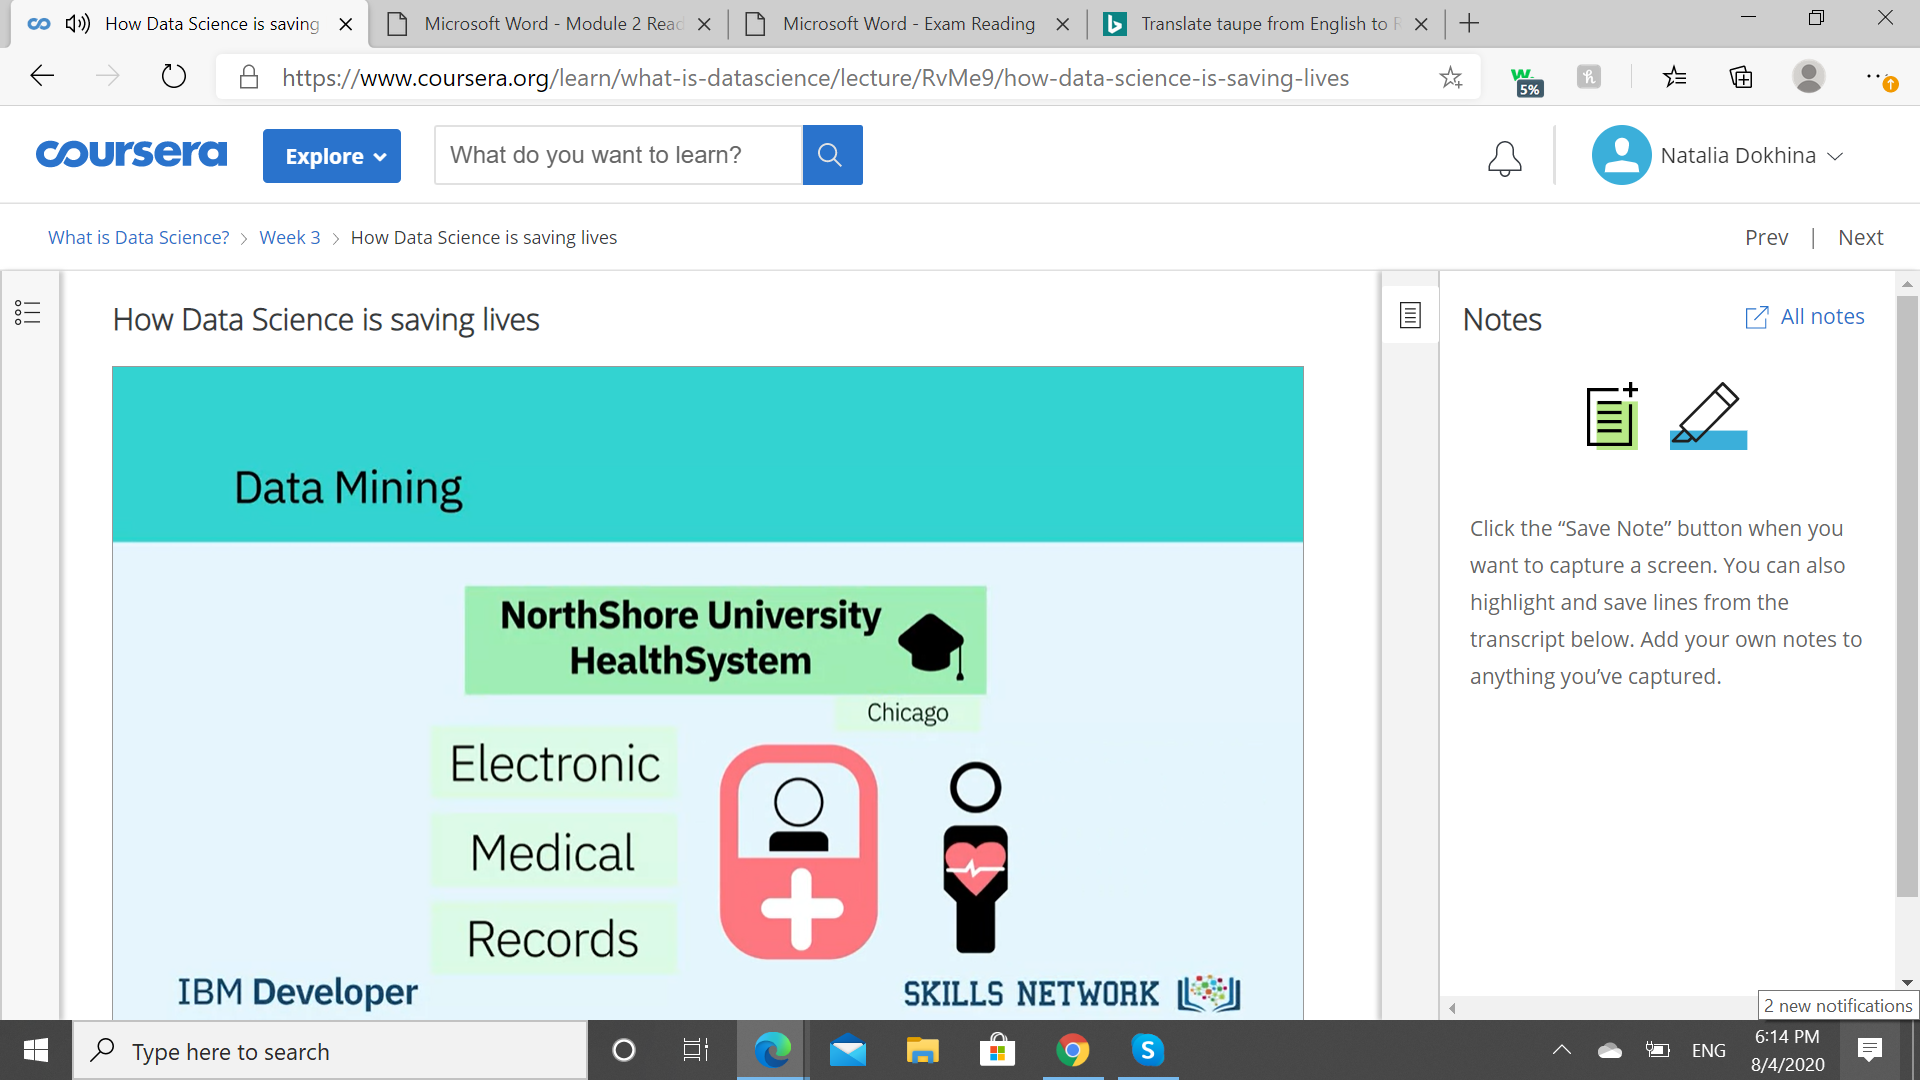 How Data Science is saving
Microsoft Word - Module 2 Read
Microsoft Word - Exam Reading
Translate taupe from English to R
https://www.coursera.org/learn/what-is-datascience/lecture/RvMe9/how-data-science-is-saving-lives
W
5%
h
coursera
Explore
What do you want to learn?
Natalia Dokhina
What is Data Science? > Week 3 > How Data Science is saving lives
Prev | Next
How Data Science is saving lives
Data Mining
NorthShore University
HealthSystem
Chicago
Electronic
Medical
Records
IBM Developer
SKILLS NETWORK
Notes
All notes
Click the “Save Note” button when you
want to capture a screen. You can also
highlight and save lines from the
transcript below. Add your own notes to
anything you’ve captured.
2 new notifications
Type here to search
S
ENG
6:14 PM
8/4/2020